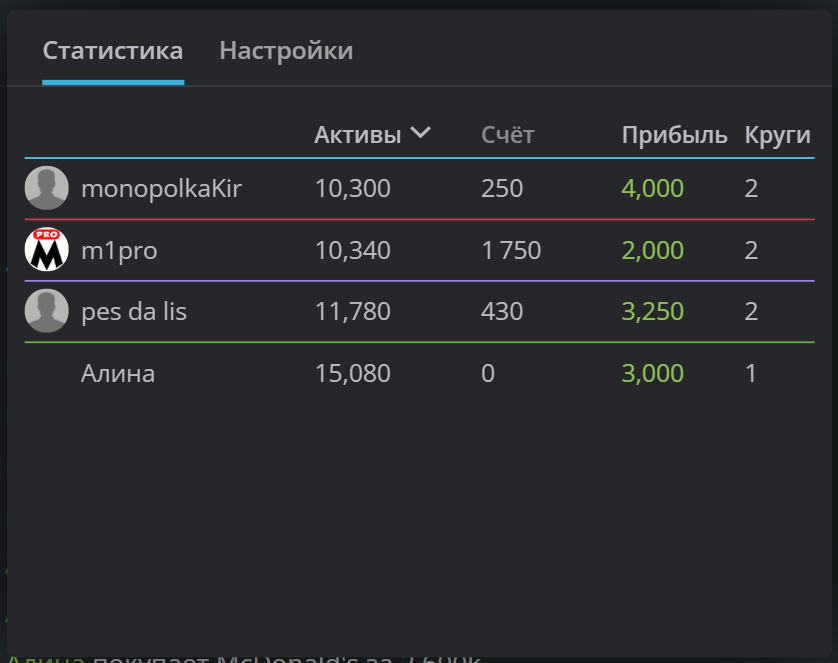 Статистика Настройки
Активы Счёт Прибыль Круги
monopolkaKir 10,300 250 4,000 2
PRO M m1pro 10,340 1 750 2,000 2
pes da lis 11,780 430 3,250 2
Алина 15,080 0 3,000 1
Алина покупает McDonald's за 2,600k